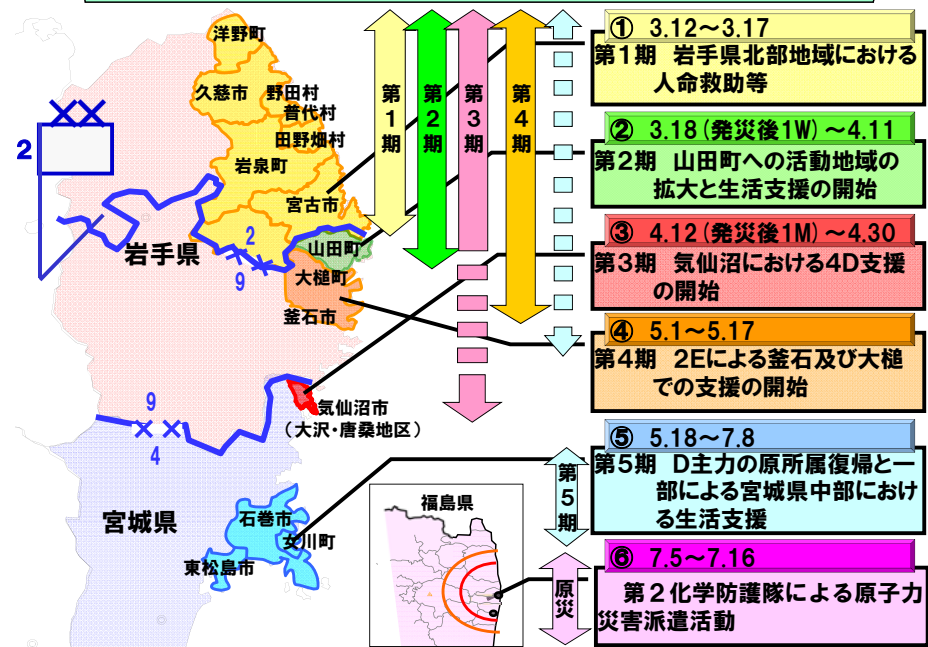 洋野町
久慈市
野田村
普代村
田野畑村
岩泉町
宮古市
2
岩手県
2
9
山田町
大槌町
釜石市
気仙沼市
（大沢・唐桑地区）
9
4
宮城県
石巻市
女川町
東松島市
福島県
第1期
第2期
第3期
第4期
第5期
原災
① 3.12～3.17
第1期 岩手県北部地域における
人命救助等
② 3.18(発災後1W)～4.11
第2期 山田町への活動地域の
拡大と生活支援の開始
③ 4.12(発災後1M)～4.30
第3期 気仙沼における4D支援
の開始
④ 5.1～5.17
第4期 2Eによる釜石及び大槌
での支援の開始
⑤ 5.18～7.8
第5期 D主力の原所属復帰と一
部による宮城県中部におけ
る生活支援
⑥ 7.5～7.16
第2化学防護隊による原子力
災害派遣活動